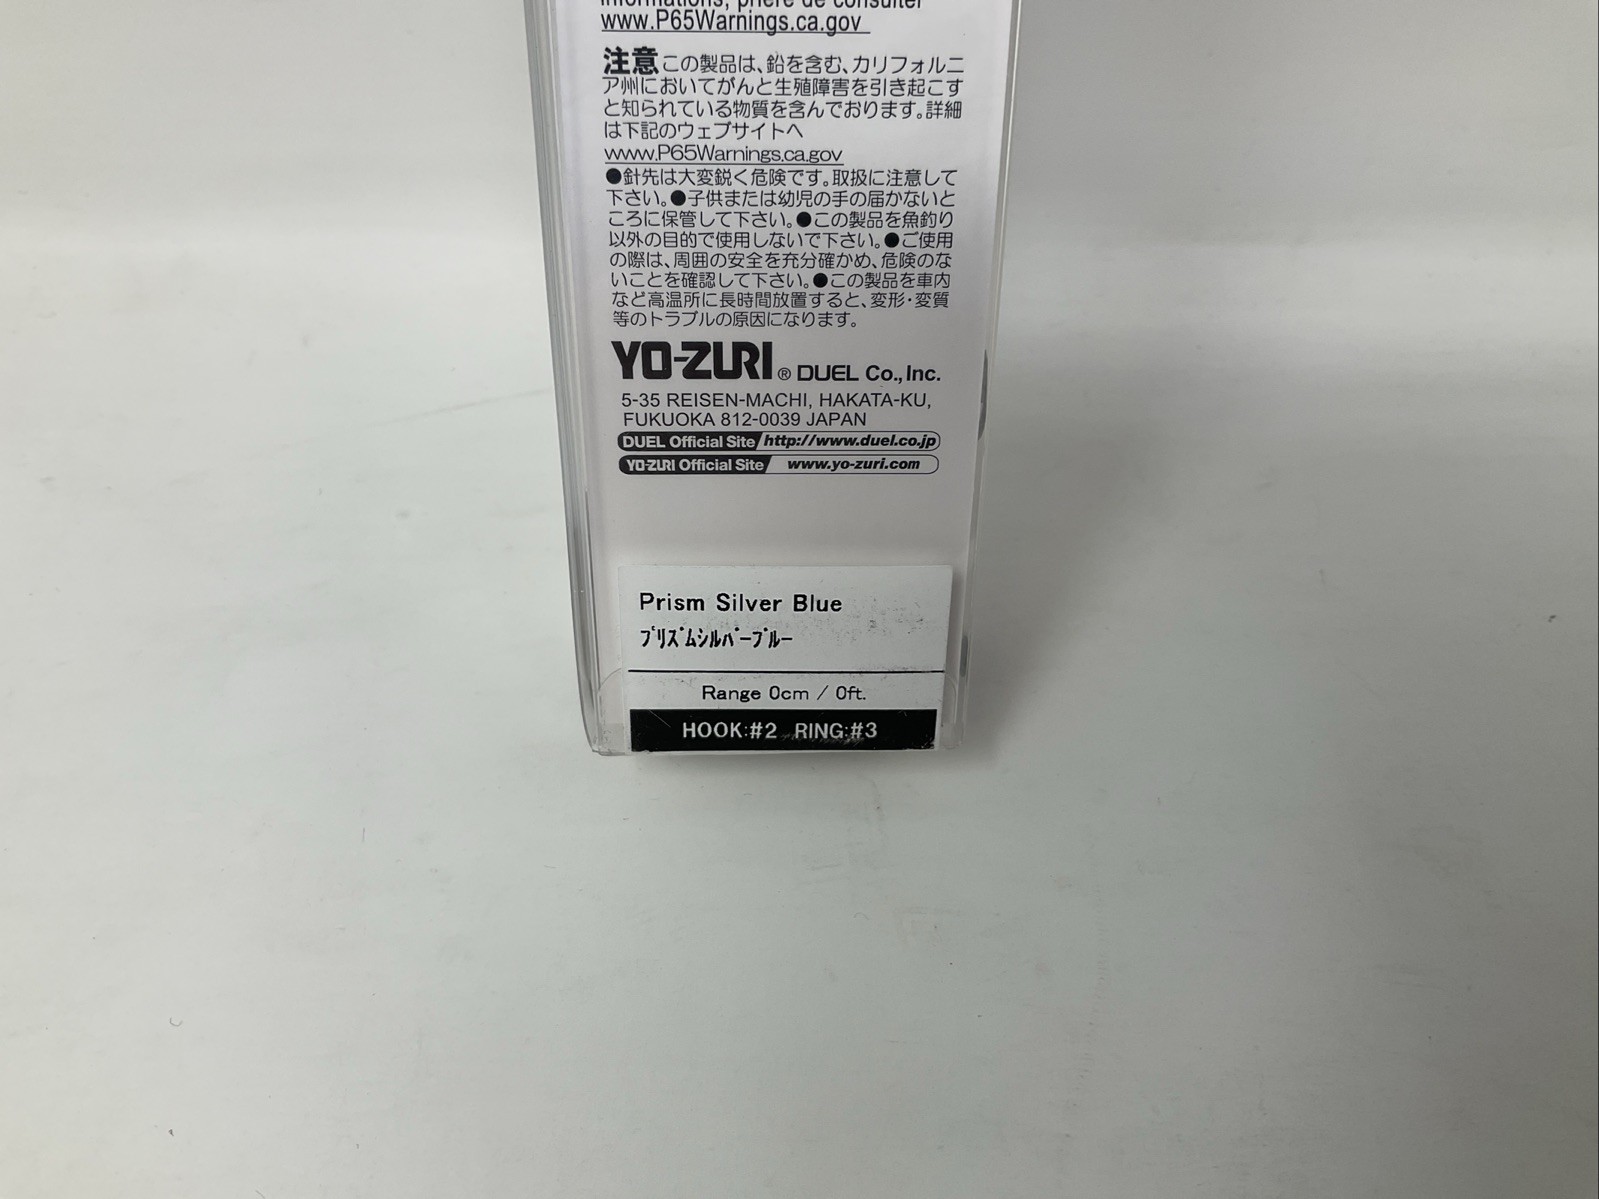 informations, prière de consulter
www.P65Warnings.ca.gov
注意 この製品は、鉛を含む、カリフォルニ
ア州においてがんと生殖障害を引き起こす
と知られている物質を含んでおります。詳細
は下記のウェブサイトへ
www.P65Warnings.ca.gov
●針先は大変鋭く危険です。取扱に注意して
下さい。●子供または幼児の手の届かないと
ころに保管して下さい。●この製品を魚釣り
以外の目的で使用しないで下さい。●ご使用
の際は、周囲の安全を充分確かめ、危険のな
いことを確認して下さい。●この製品を車内
など高温所に長時間放置すると、変形・変質
等のトラブルの原因になります。
YO-ZURI ® DUEL Co., Inc.
5-35 REISEN-MACHI, HAKATA-KU,
FUKUOKA 812-0039 JAPAN
DUEL Official Site http://www.duel.co.jp
YO-ZURI Official Site www.yo-zuri.com
Prism Silver Blue
ﾌﾟﾘｽﾞﾑｼﾙﾊﾞｰﾌﾞﾙｰ
Range 0cm / 0ft.
HOOK:#2 RING:#3